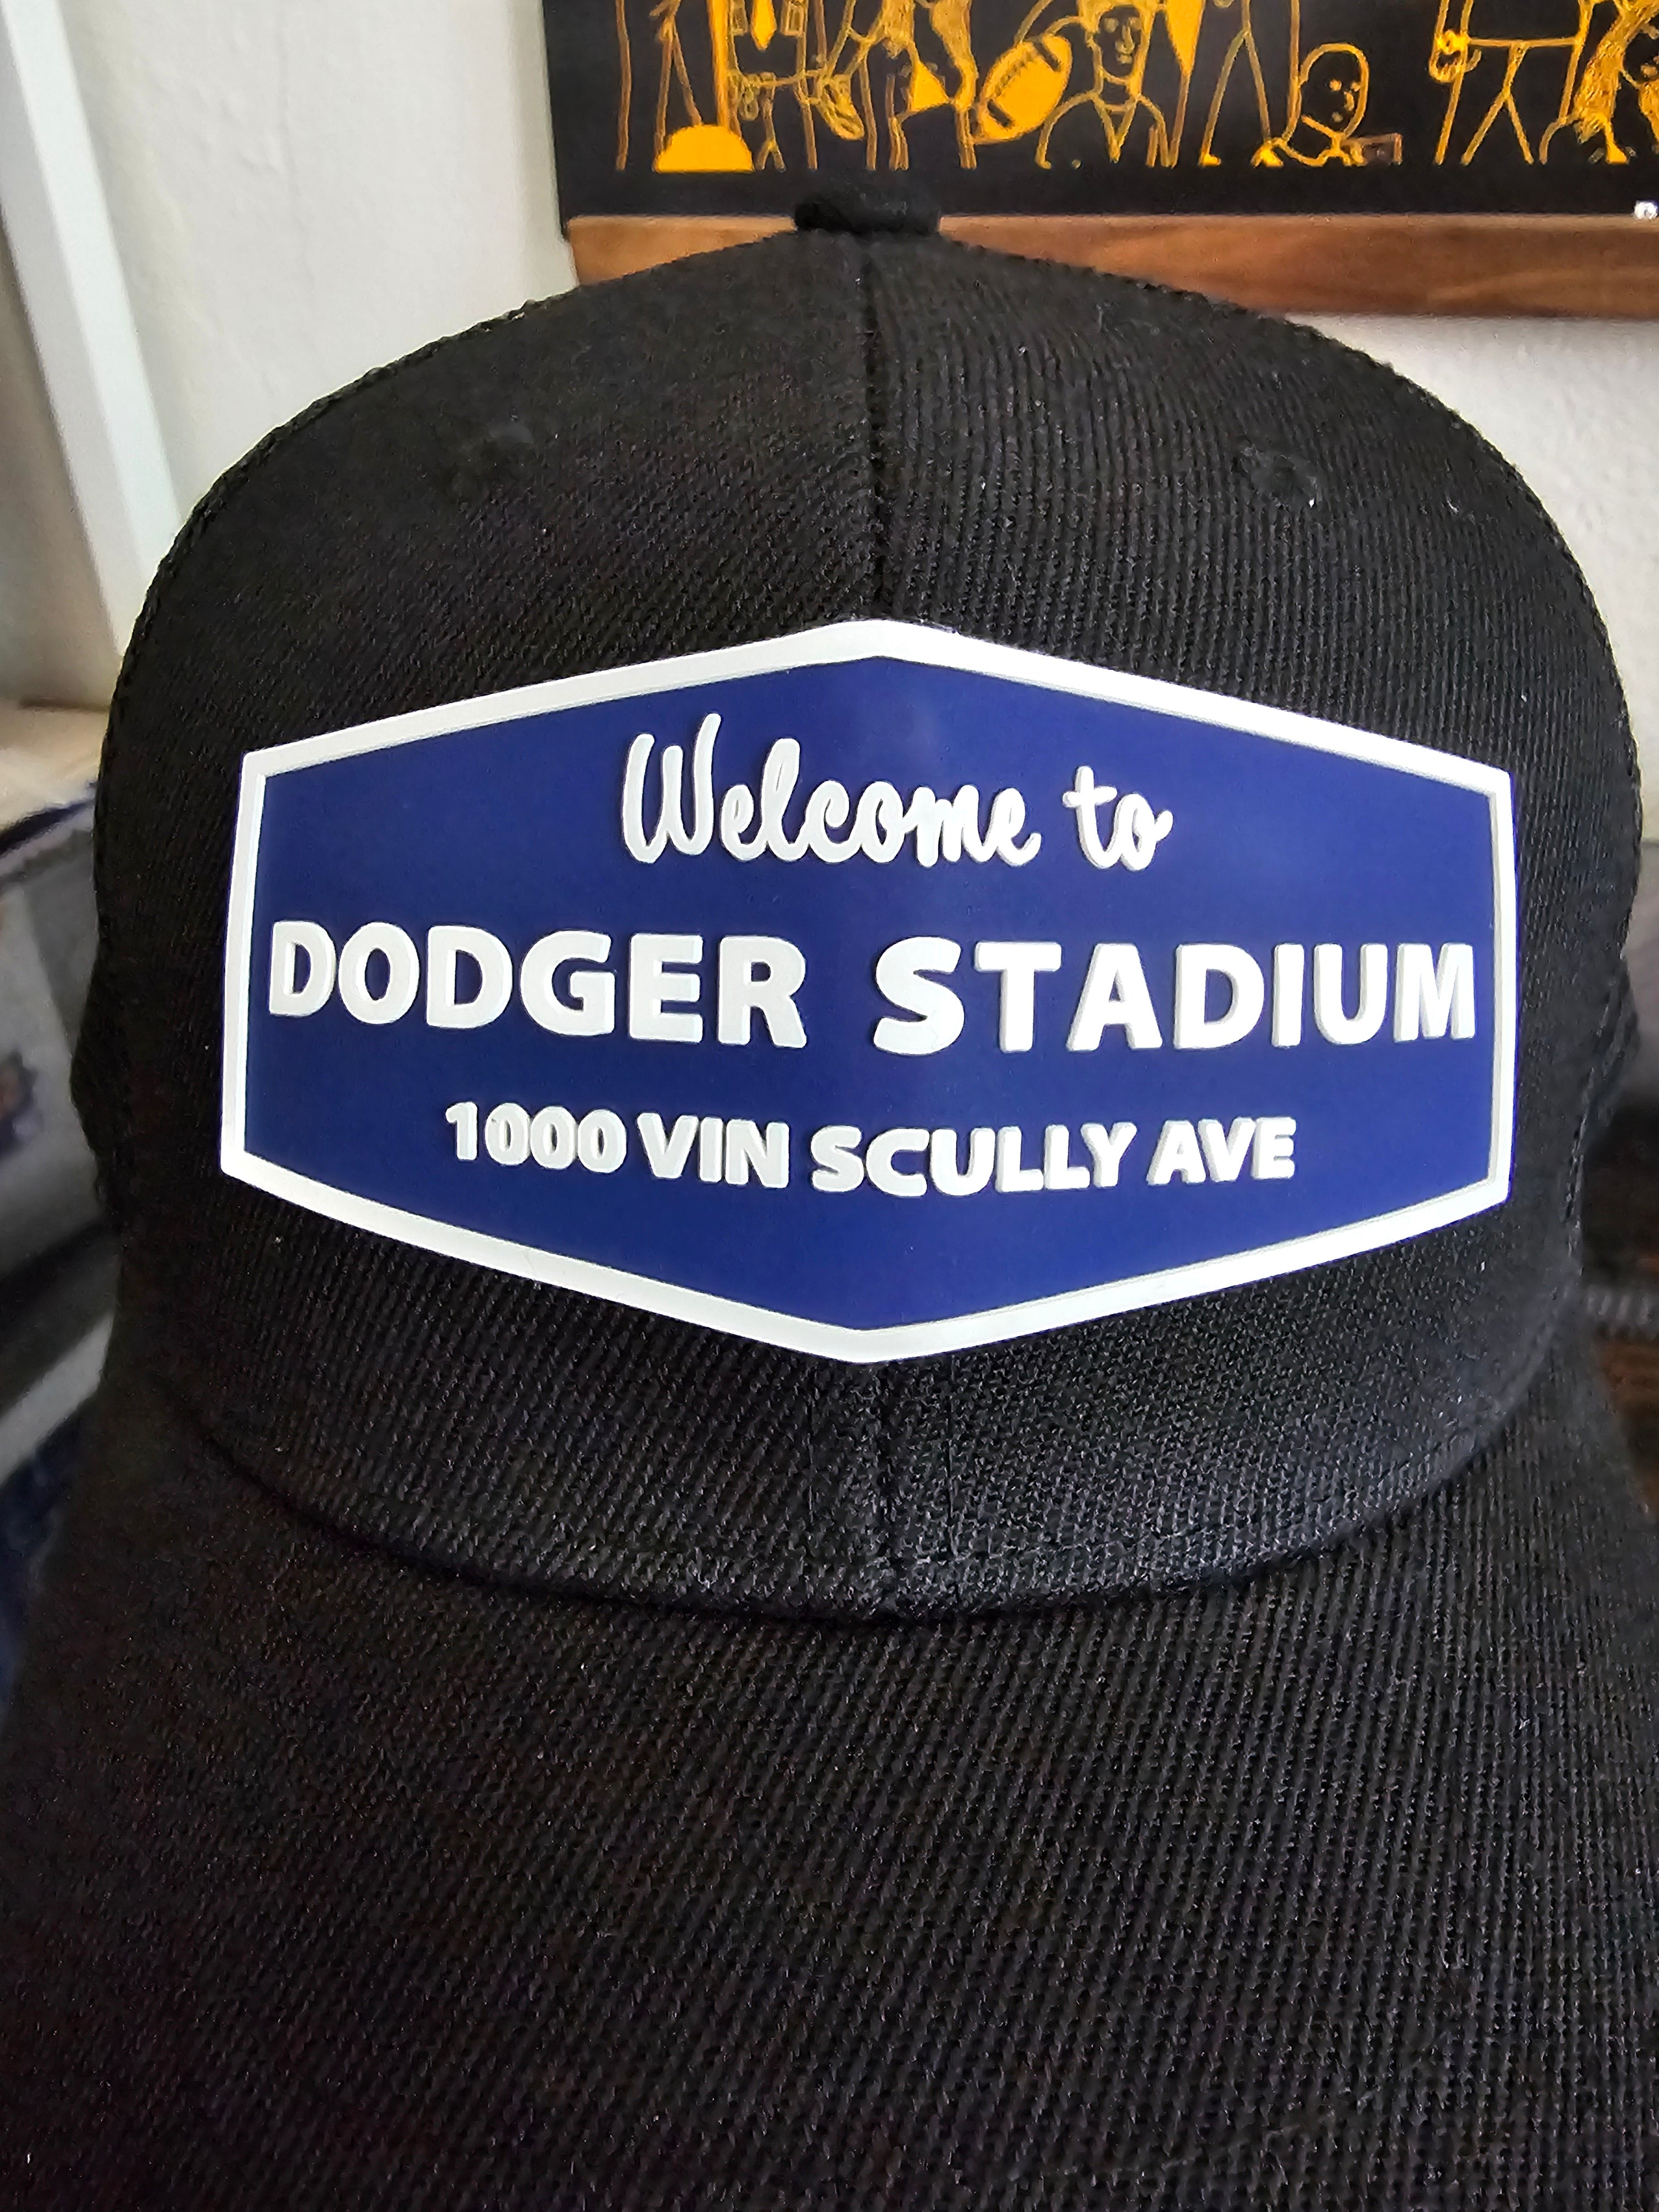 Welcome to
DODGER STADIUM
1000 VIN SCULLY AVE